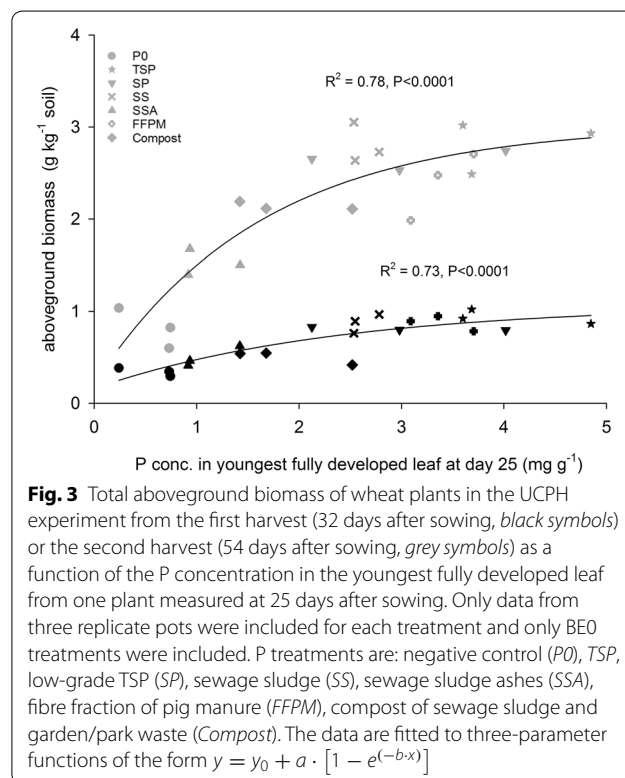 4
3
2
1
0
aboveground biomass (g kg⁻¹ soil)
P0
TSP
SP
SS
SSA
FFPM
Compost
R² = 0.78, P<0.0001
R² = 0.73, P<0.0001
0 1 2 3 4 5
P conc. in youngest fully developed leaf at day 25 (mg g⁻¹)
Fig. 3 Total aboveground biomass of wheat plants in the UCPH
experiment from the first harvest (32 days after sowing, black symbols)
or the second harvest (54 days after sowing, grey symbols) as a
function of the P concentration in the youngest fully developed leaf
from one plant measured at 25 days after sowing. Only data from
three replicate pots were included for each treatment and only BE0
treatments were included. P treatments are: negative control (P0), TSP,
low-grade TSP (SP), sewage sludge (SS), sewage sludge ashes (SSA),
fibre fraction of pig manure (FFPM), compost of sewage sludge and
garden/park waste (Compost). The data are fitted to three-parameter
functions of the form y = y₀ + a · [1 − e^(−b·x)]